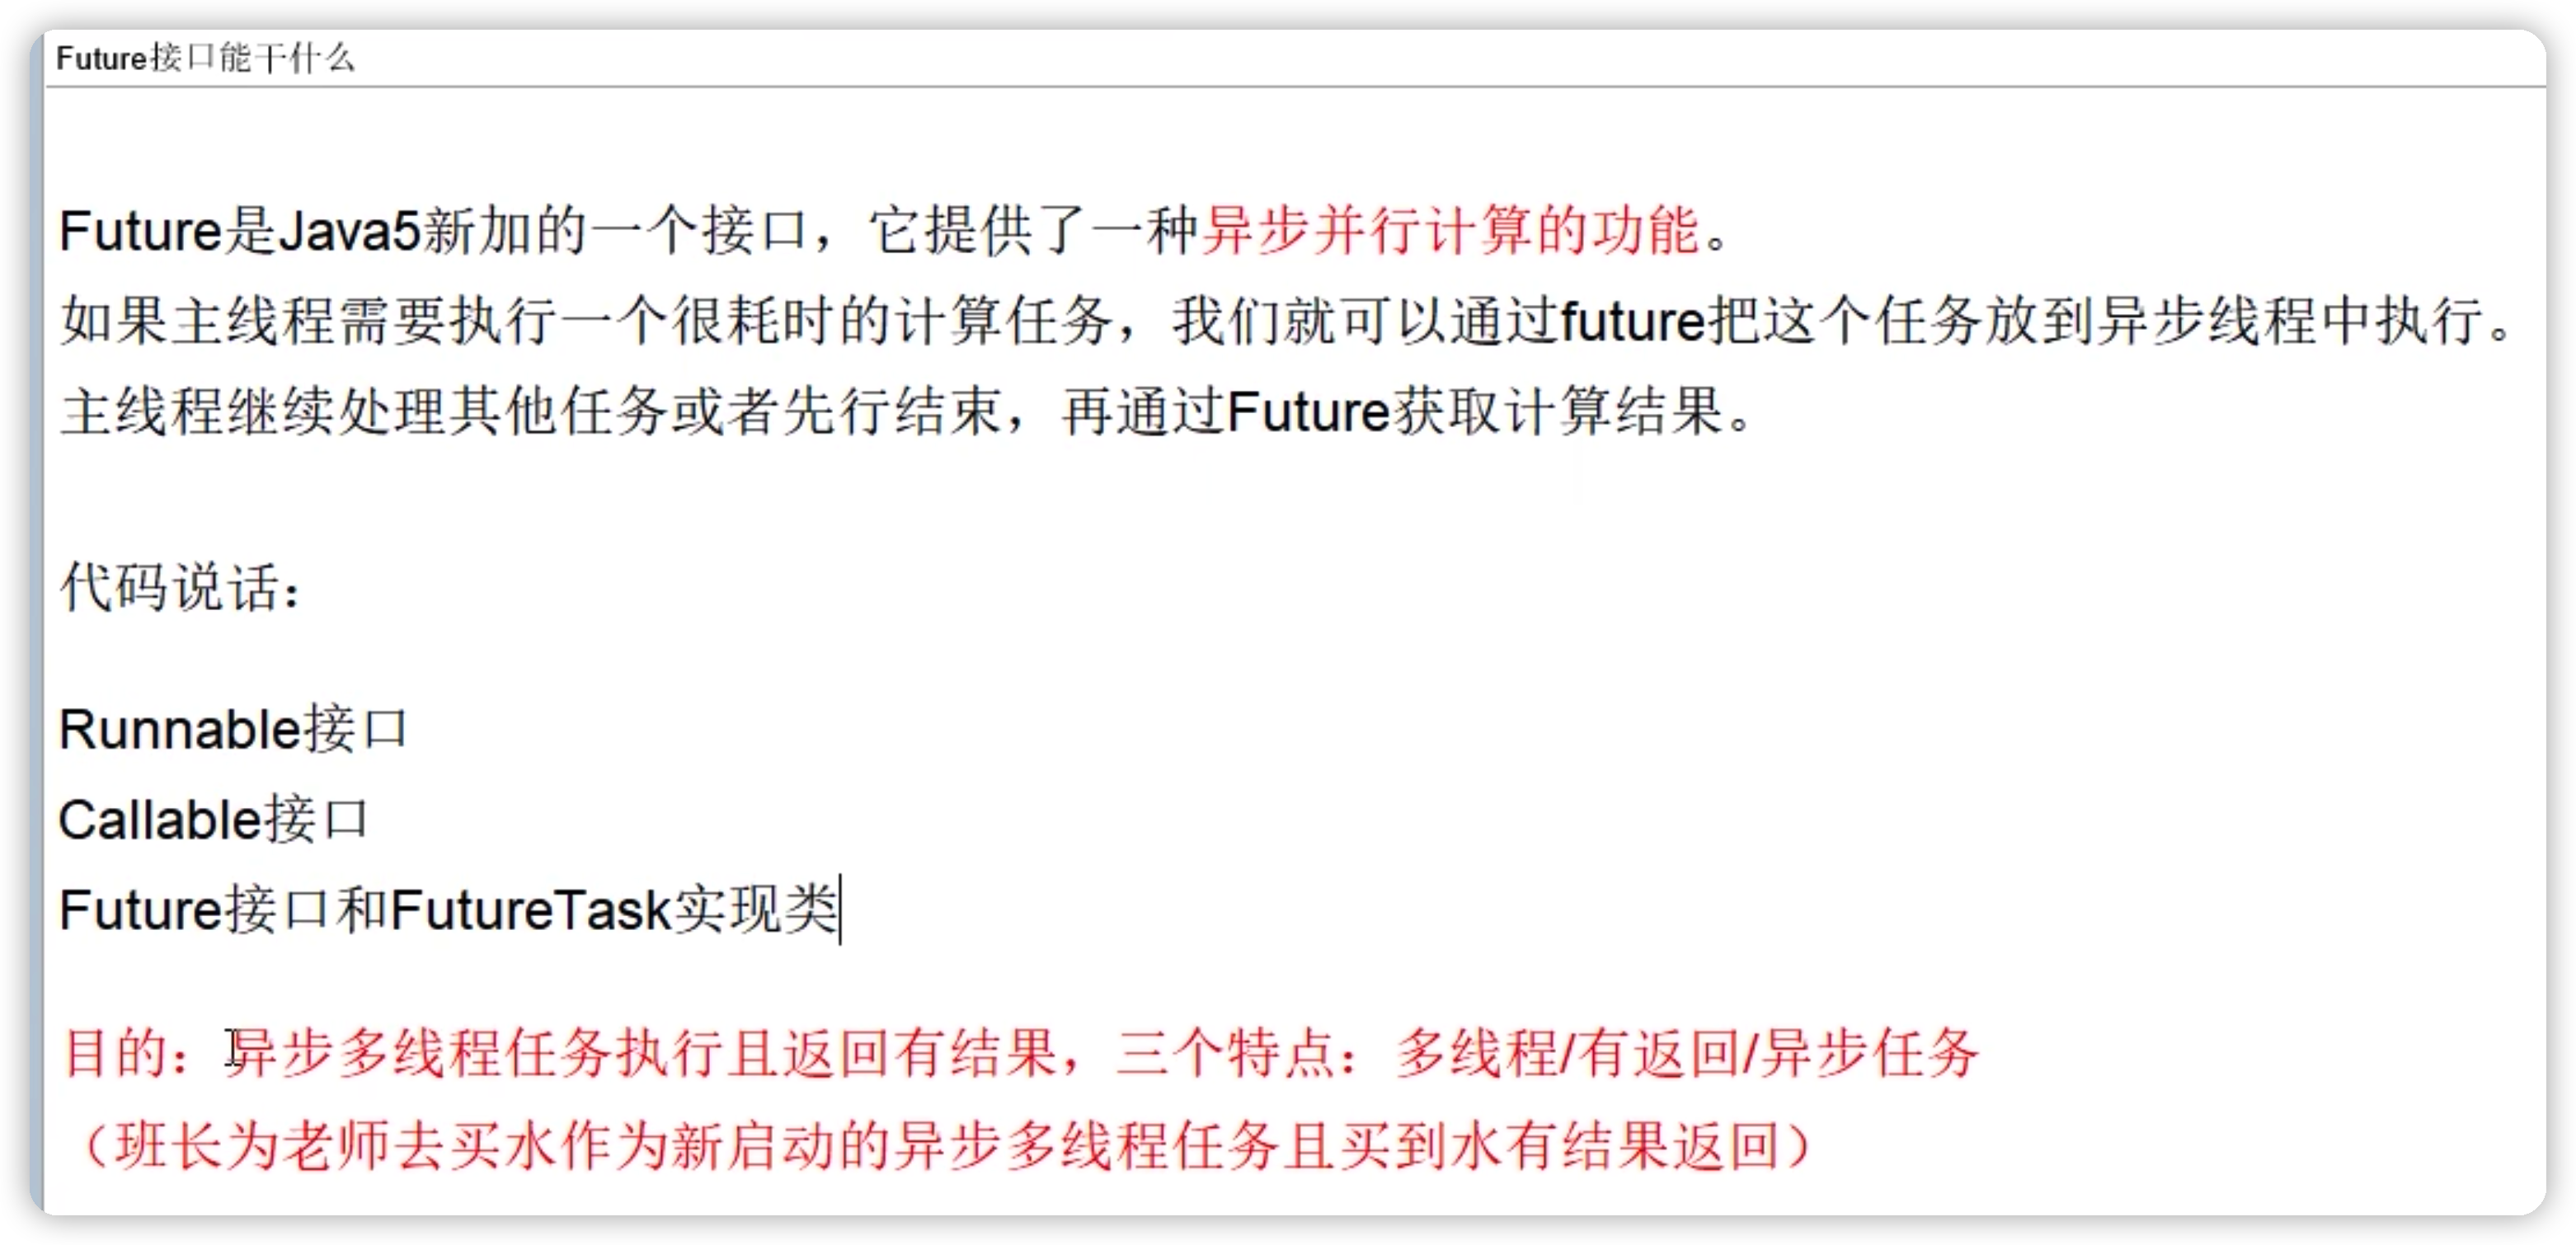 Future接口能干什么
Future是Java5新加的一个接口，它提供了一种异步并行计算的功能。
如果主线程需要执行一个很耗时的计算任务，我们就可以通过future把这个任务放到异步线程中执行。
主线程继续处理其他任务或者先行结束，再通过Future获取计算结果。
代码说话：
Runnable接口
Callable接口
Future接口和FutureTask实现类
目的：异步多线程任务执行且返回有结果，三个特点：多线程/有返回/异步任务
（班长为老师去买水作为新启动的异步多线程任务且买到水有结果返回）